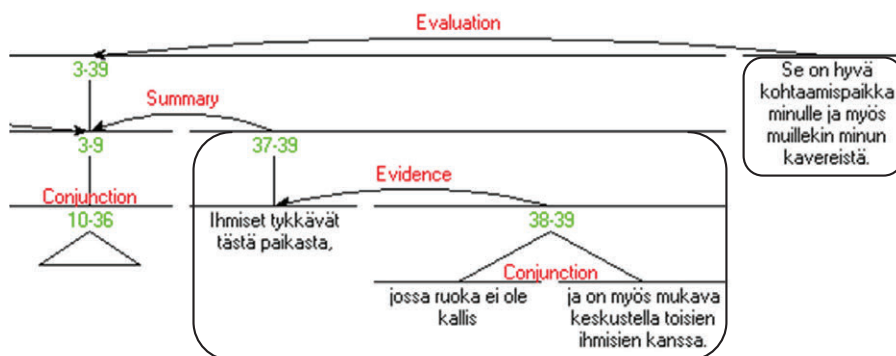 Evaluation
3-39
Se on hyvä
kohtaamispaikka
minulle ja myös
muillekin minun
kavereistä.
Summary
3-9
37-39
Conjunction
Evidence
10-36
Ihmiset tykkävät
tästä paikasta,
38-39
Conjunction
jossa ruoka ei ole
kallis
ja on myös mukava
keskustella toisien
ihmisien kanssa.